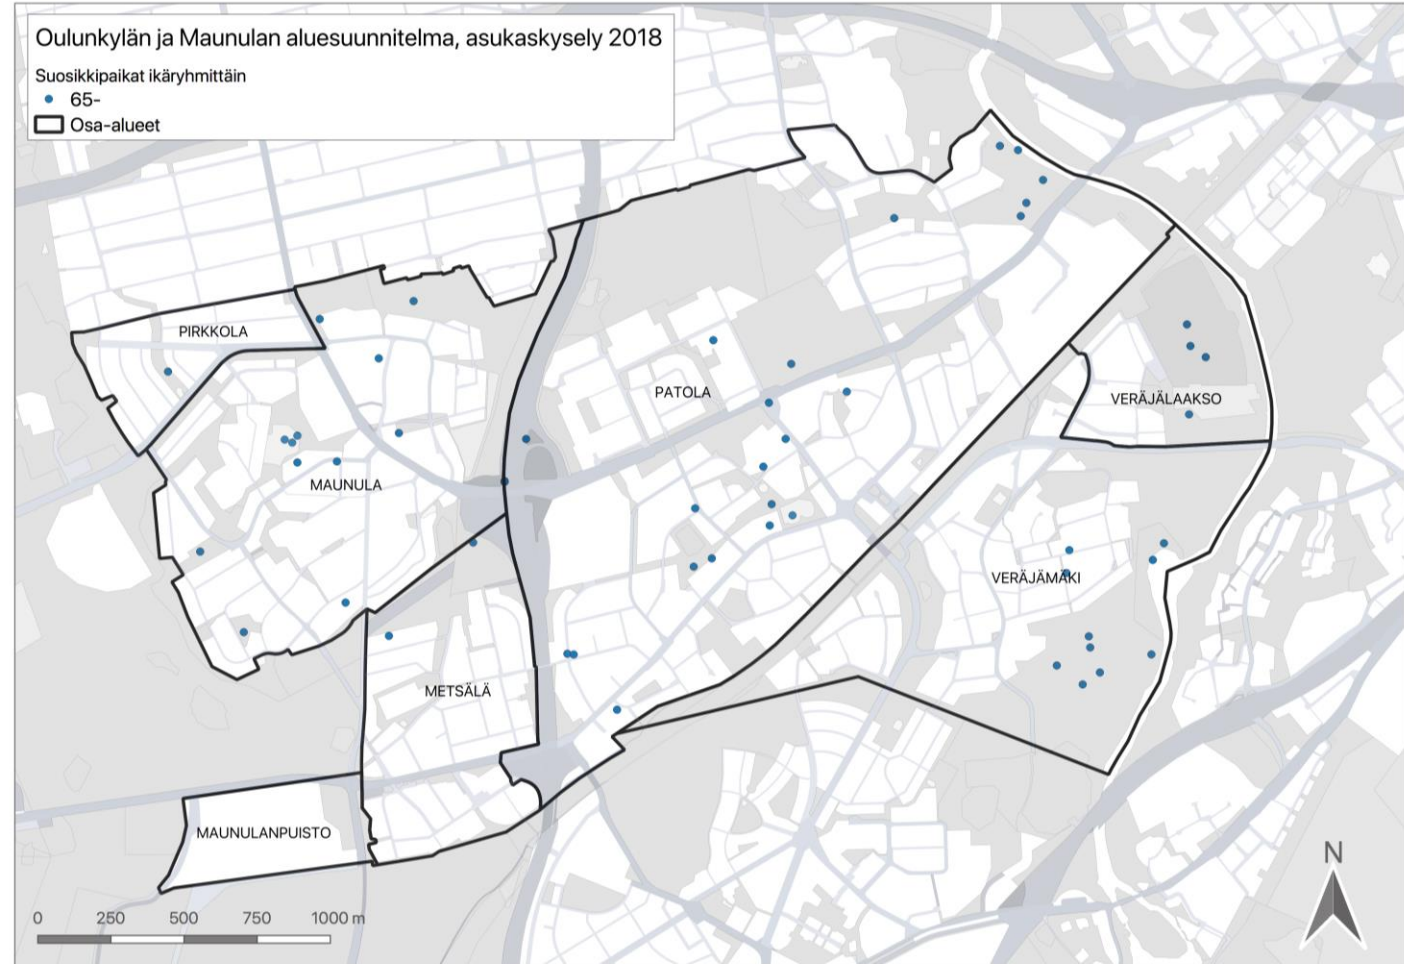 Oulunkylän ja Maunulan aluesuunnitelma, asukaskysely 2018
Suosikkipaikat ikäryhmittäin
65-
Osa-alueet
PIRKKOLA
PATOLA
VERÄJÄLAAKSO
MAUNULA
VERÄJÄMÄKI
METSÄLÄ
MAUNULANPUISTO
N
0 250 500 750 1000 m